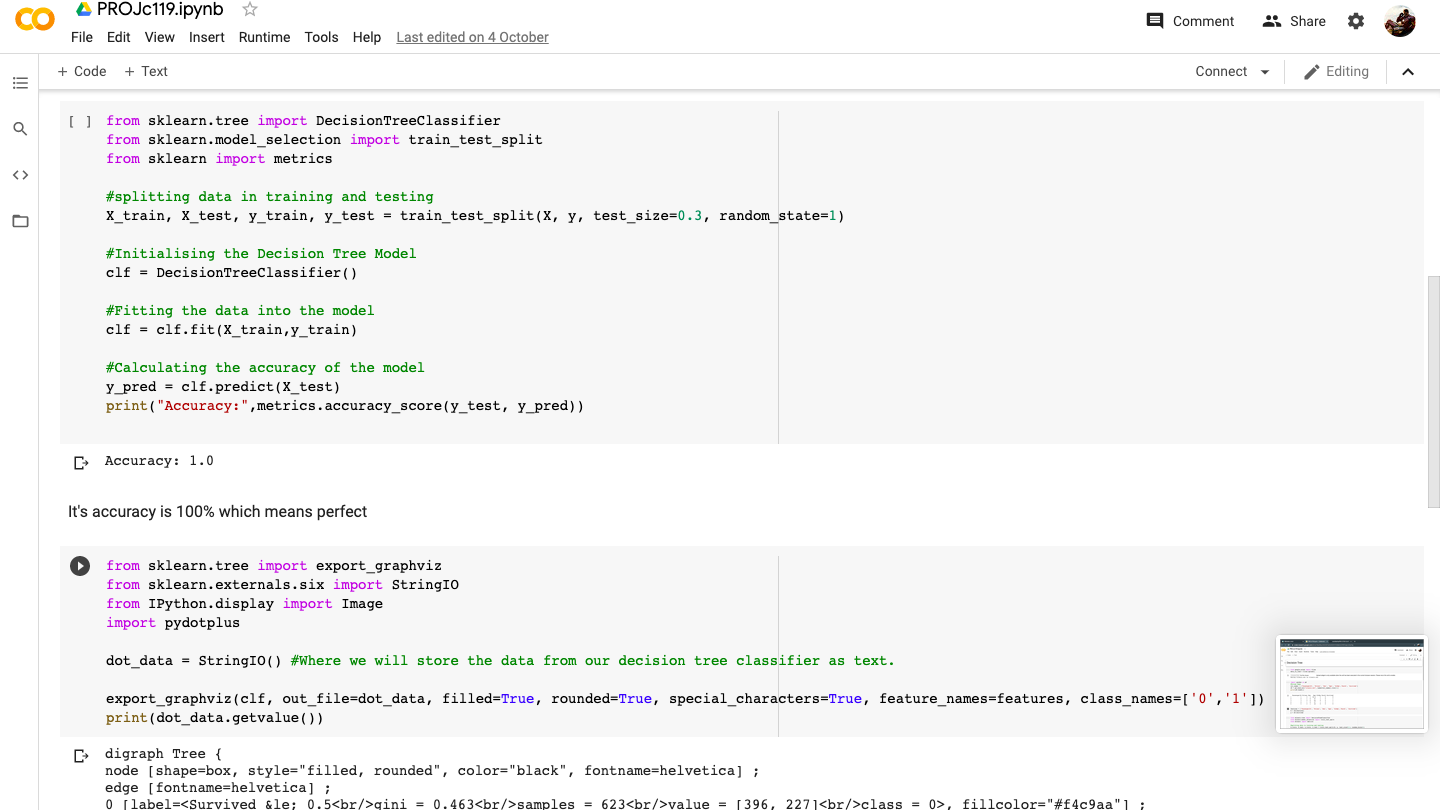 PROJc119.ipynb
File Edit View Insert Runtime Tools Help Last edited on 4 October
Comment Share
+ Code + Text
Connect Editing
[ ] from sklearn.tree import DecisionTreeClassifier
from sklearn.model_selection import train_test_split
from sklearn import metrics
#splitting data in training and testing
X_train, X_test, y_train, y_test = train_test_split(X, y, test_size=0.3, random_state=1)
#Initialising the Decision Tree Model
clf = DecisionTreeClassifier()
#Fitting the data into the model
clf = clf.fit(X_train,y_train)
#Calculating the accuracy of the model
y_pred = clf.predict(X_test)
print("Accuracy:",metrics.accuracy_score(y_test, y_pred))
Accuracy: 1.0
It's accuracy is 100% which means perfect
from sklearn.tree import export_graphviz
from sklearn.externals.six import StringIO
from IPython.display import Image
import pydotplus
dot_data = StringIO() #Where we will store the data from our decision tree classifier as text.
export_graphviz(clf, out_file=dot_data, filled=True, rounded=True, special_characters=True, feature_names=features, class_names=['0','1'])
print(dot_data.getvalue())
digraph Tree {
node [shape=box, style="filled, rounded", color="black", fontname=helvetica] ;
edge [fontname=helvetica] ;
0 [label=<Survived &le; 0.5<br/>gini = 0.463<br/>samples = 623<br/>value = [396, 227]<br/>class = 0>, fillcolor="#f4c9aa"] ;